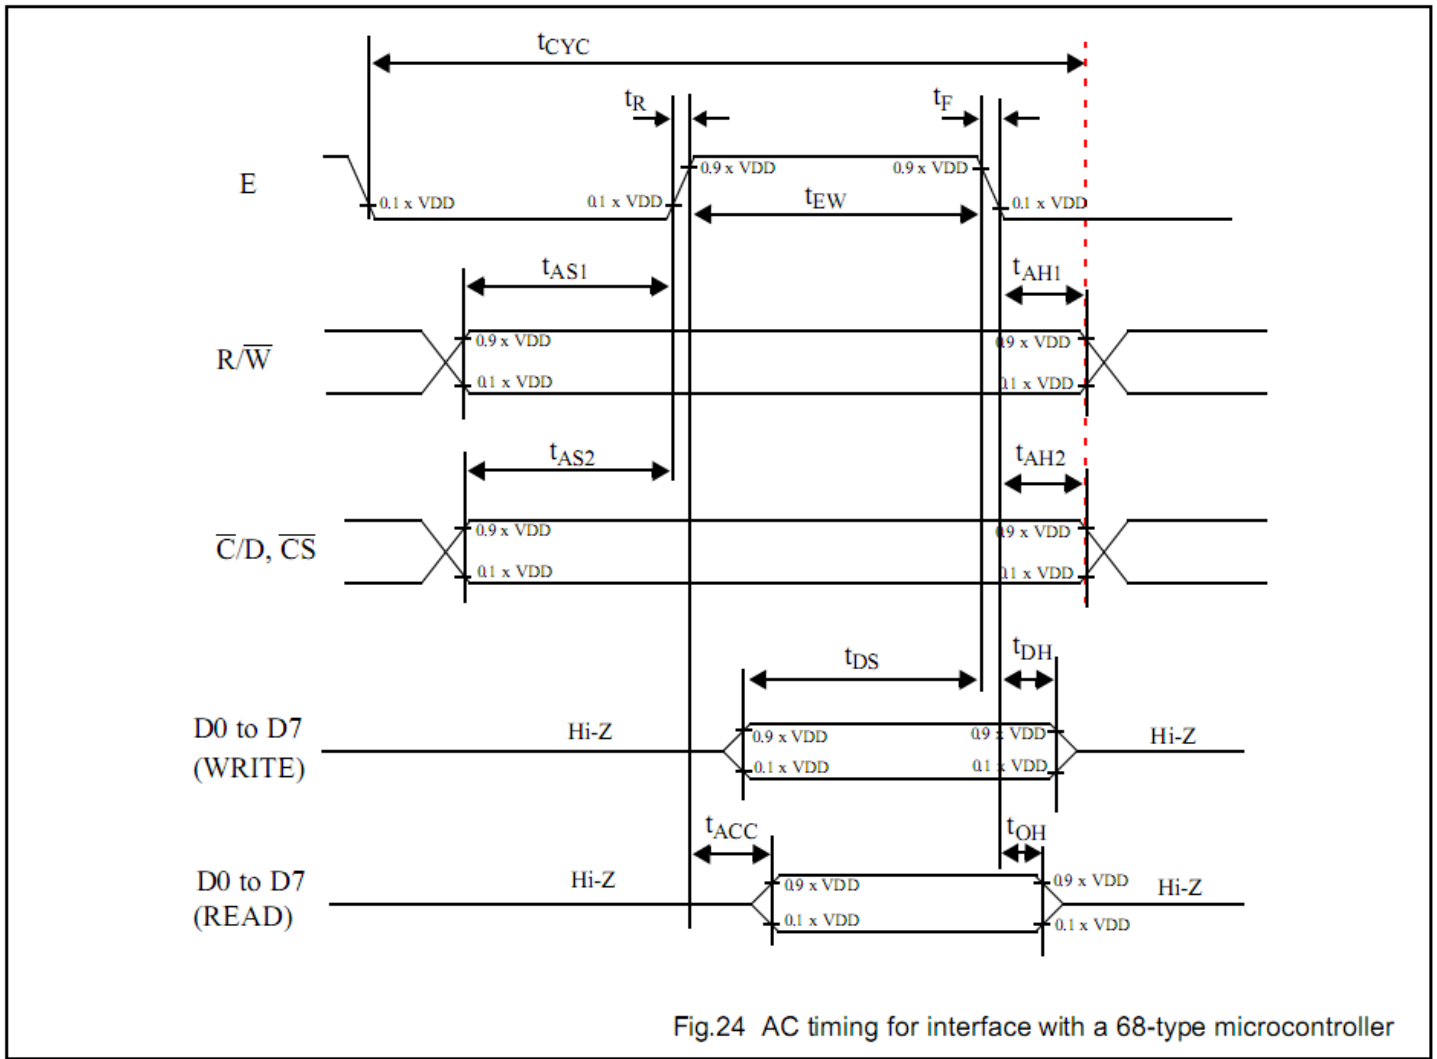 tCYC
tR
tF
E
0.9 x VDD
0.9 x VDD
0.1 x VDD
0.1 x VDD
tEW
0.1 x VDD
tAS1
tAH1
R/W̅
0.9 x VDD
0.9 x VDD
0.1 x VDD
0.1 x VDD
tAS2
tAH2
C̅/D, C̅S̅
0.9 x VDD
0.9 x VDD
0.1 x VDD
0.1 x VDD
tDS
tDH
D0 to D7
(WRITE)
Hi-Z
0.9 x VDD
0.9 x VDD
Hi-Z
0.1 x VDD
0.1 x VDD
tACC
tOH
D0 to D7
(READ)
Hi-Z
0.9 x VDD
0.9 x VDD
Hi-Z
0.1 x VDD
0.1 x VDD
Fig.24 AC timing for interface with a 68-type microcontroller